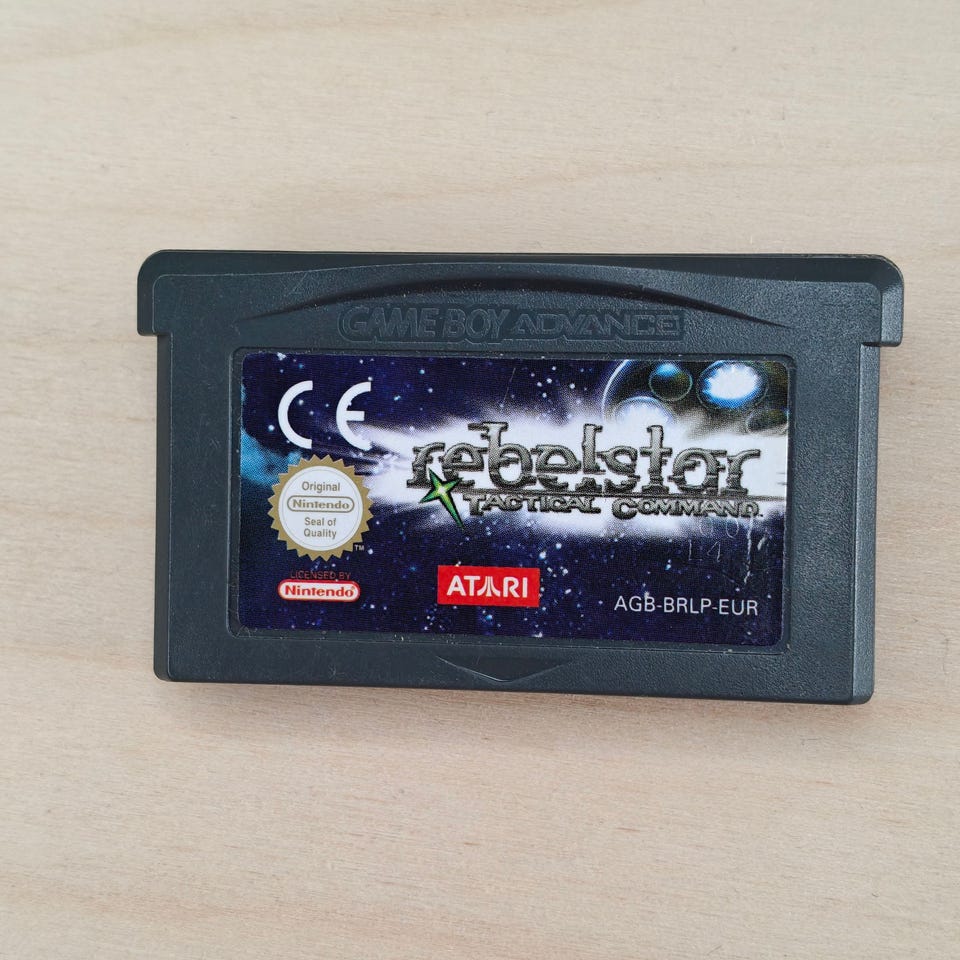 GAME BOY ADVANCE
CE
rebelstar
TACTICAL COMMAND
Original
Nintendo
Seal of
Quality
TM
LICENSED BY
Nintendo
ATARI
AGB-BRLP-EUR